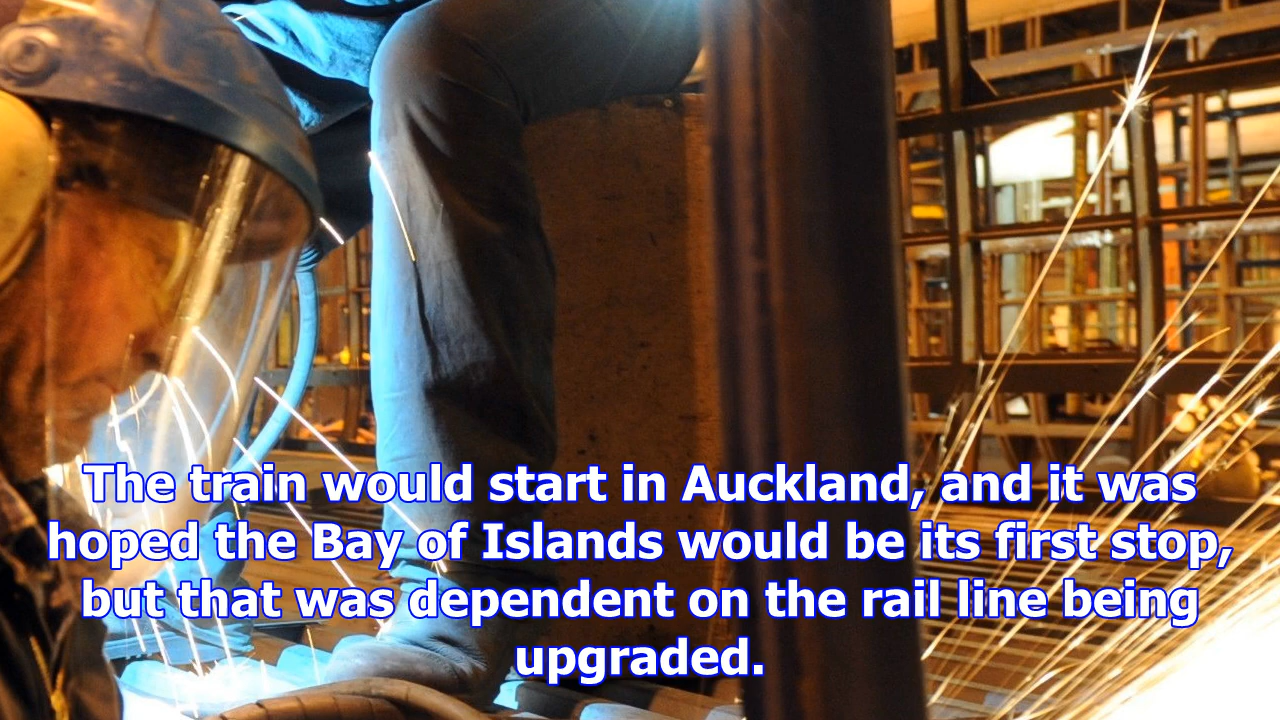 The train would start in Auckland, and it was
hoped the Bay of Islands would be its first stop,
but that was dependent on the rail line being
upgraded.